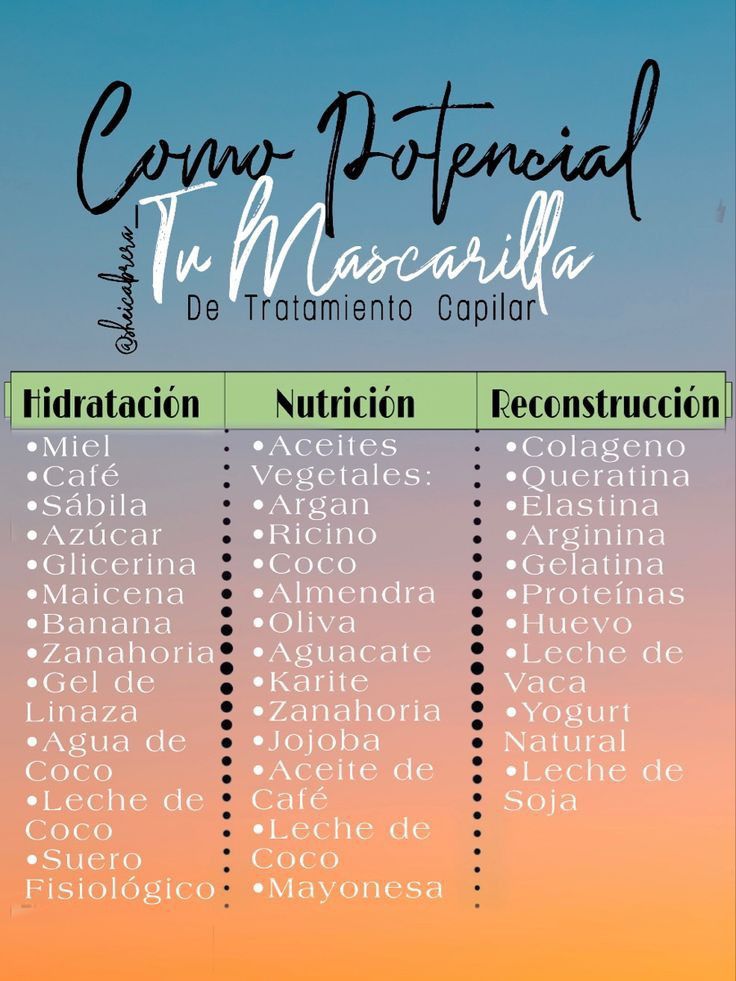 Como Potencial
Tu Mascarilla
@sheicabrera_
De Tratamiento Capilar
Hidratación
•Miel
•Café
•Sábila
•Azúcar
•Glicerina
•Maicena
•Banana
•Zanahoria
•Gel de
Linaza
•Agua de
Coco
•Leche de
Coco
•Suero
Fisiológico
Nutrición
•Aceites
Vegetales:
•Argan
•Ricino
•Coco
•Almendra
•Oliva
•Aguacate
•Karite
•Zanahoria
•Jojoba
•Aceite de
Café
•Leche de
Coco
•Mayonesa
Reconstrucción
•Colageno
•Queratina
•Elastina
•Arginina
•Gelatina
•Proteínas
•Huevo
•Leche de
Vaca
•Yogurt
Natural
•Leche de
Soja